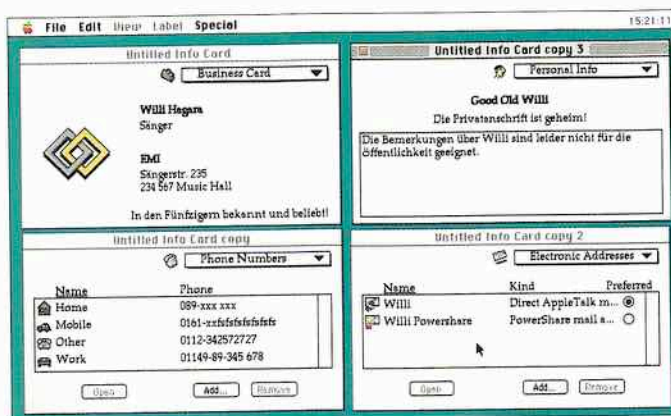 File Edit View Label Special 15:21:11
Untitled Info Card
Business Card
Willi Hagara
Sänger
EMI
Sängerstr. 235
234 567 Music Hall
In den Fünfzigern bekannt und beliebt!
Untitled Info Card copy 3
Personal Info
Good Old Willi
Die Privatanschrift ist geheim!
Die Bemerkungen über Willi sind leider nicht für die
öffentlichkeit geeignet.
Untitled Info Card copy
Phone Numbers
Name Phone
Home 089-xxx xxx
Mobile 0161-xxfsfsfsfsfsfs
Other 0112-342572727
Work 01149-89-345 678
Open Add... Remove
Untitled Info Card copy 2
Electronic Addresses
Name Kind Preferred
Willi Direct AppleTalk m...
Willi Powershare PowerShare mail a...
Open Add... Remove